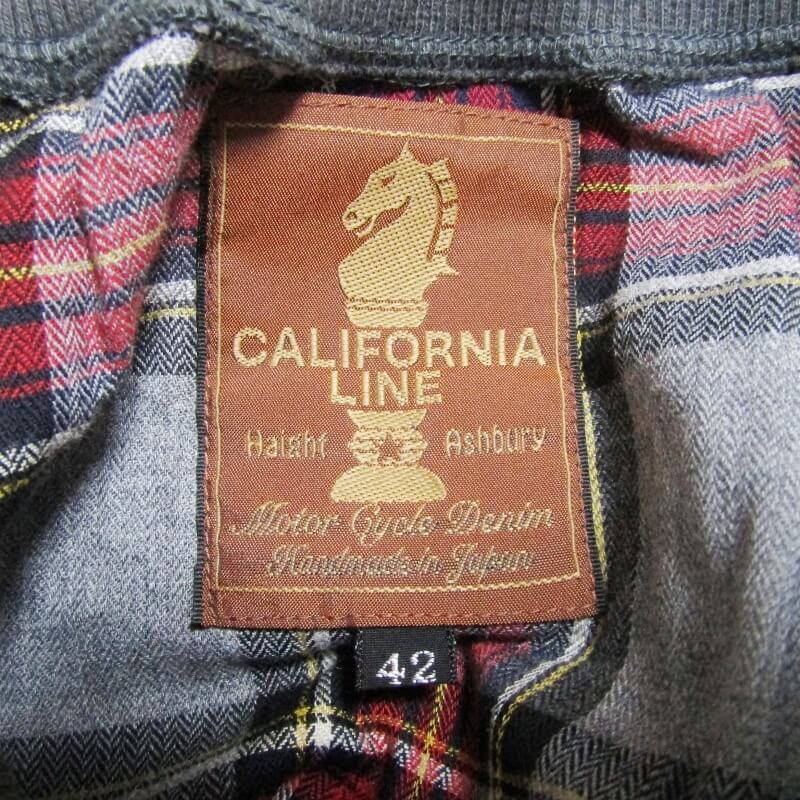 CALIFORNIA
LINE
Haight Ashbury
Motor Cycle Denim
Handmade in Japan
42